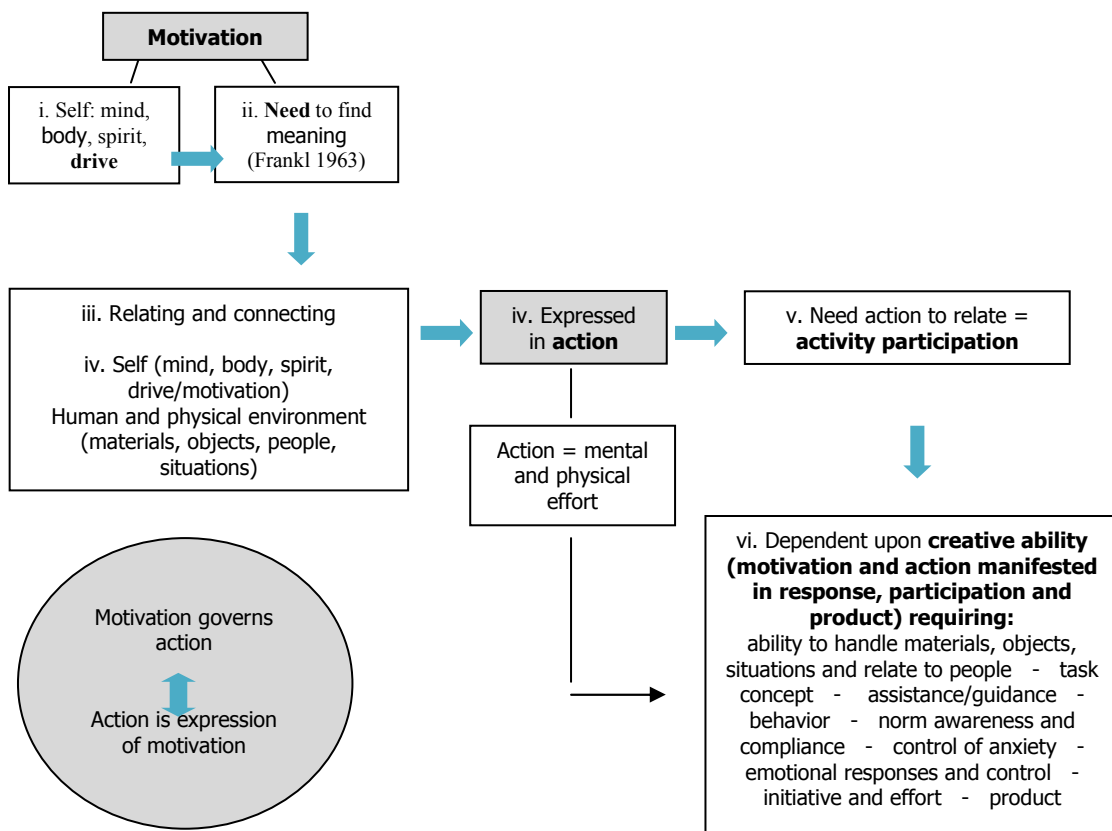 Motivation
i. Self: mind,
body, spirit,
drive
ii. Need to find
meaning
(Frankl 1963)
iii. Relating and connecting
iv. Self (mind, body, spirit,
drive/motivation)
Human and physical environment
(materials, objects, people,
situations)
iv. Expressed
in action
v. Need action to relate =
activity participation
Action = mental
and physical
effort
vi. Dependent upon creative ability
(motivation and action manifested
in response, participation and
product) requiring:
ability to handle materials, objects,
situations and relate to people - task
concept - assistance/guidance -
behavior - norm awareness and
compliance - control of anxiety -
emotional responses and control -
initiative and effort - product
Motivation governs
action
Action is expression
of motivation